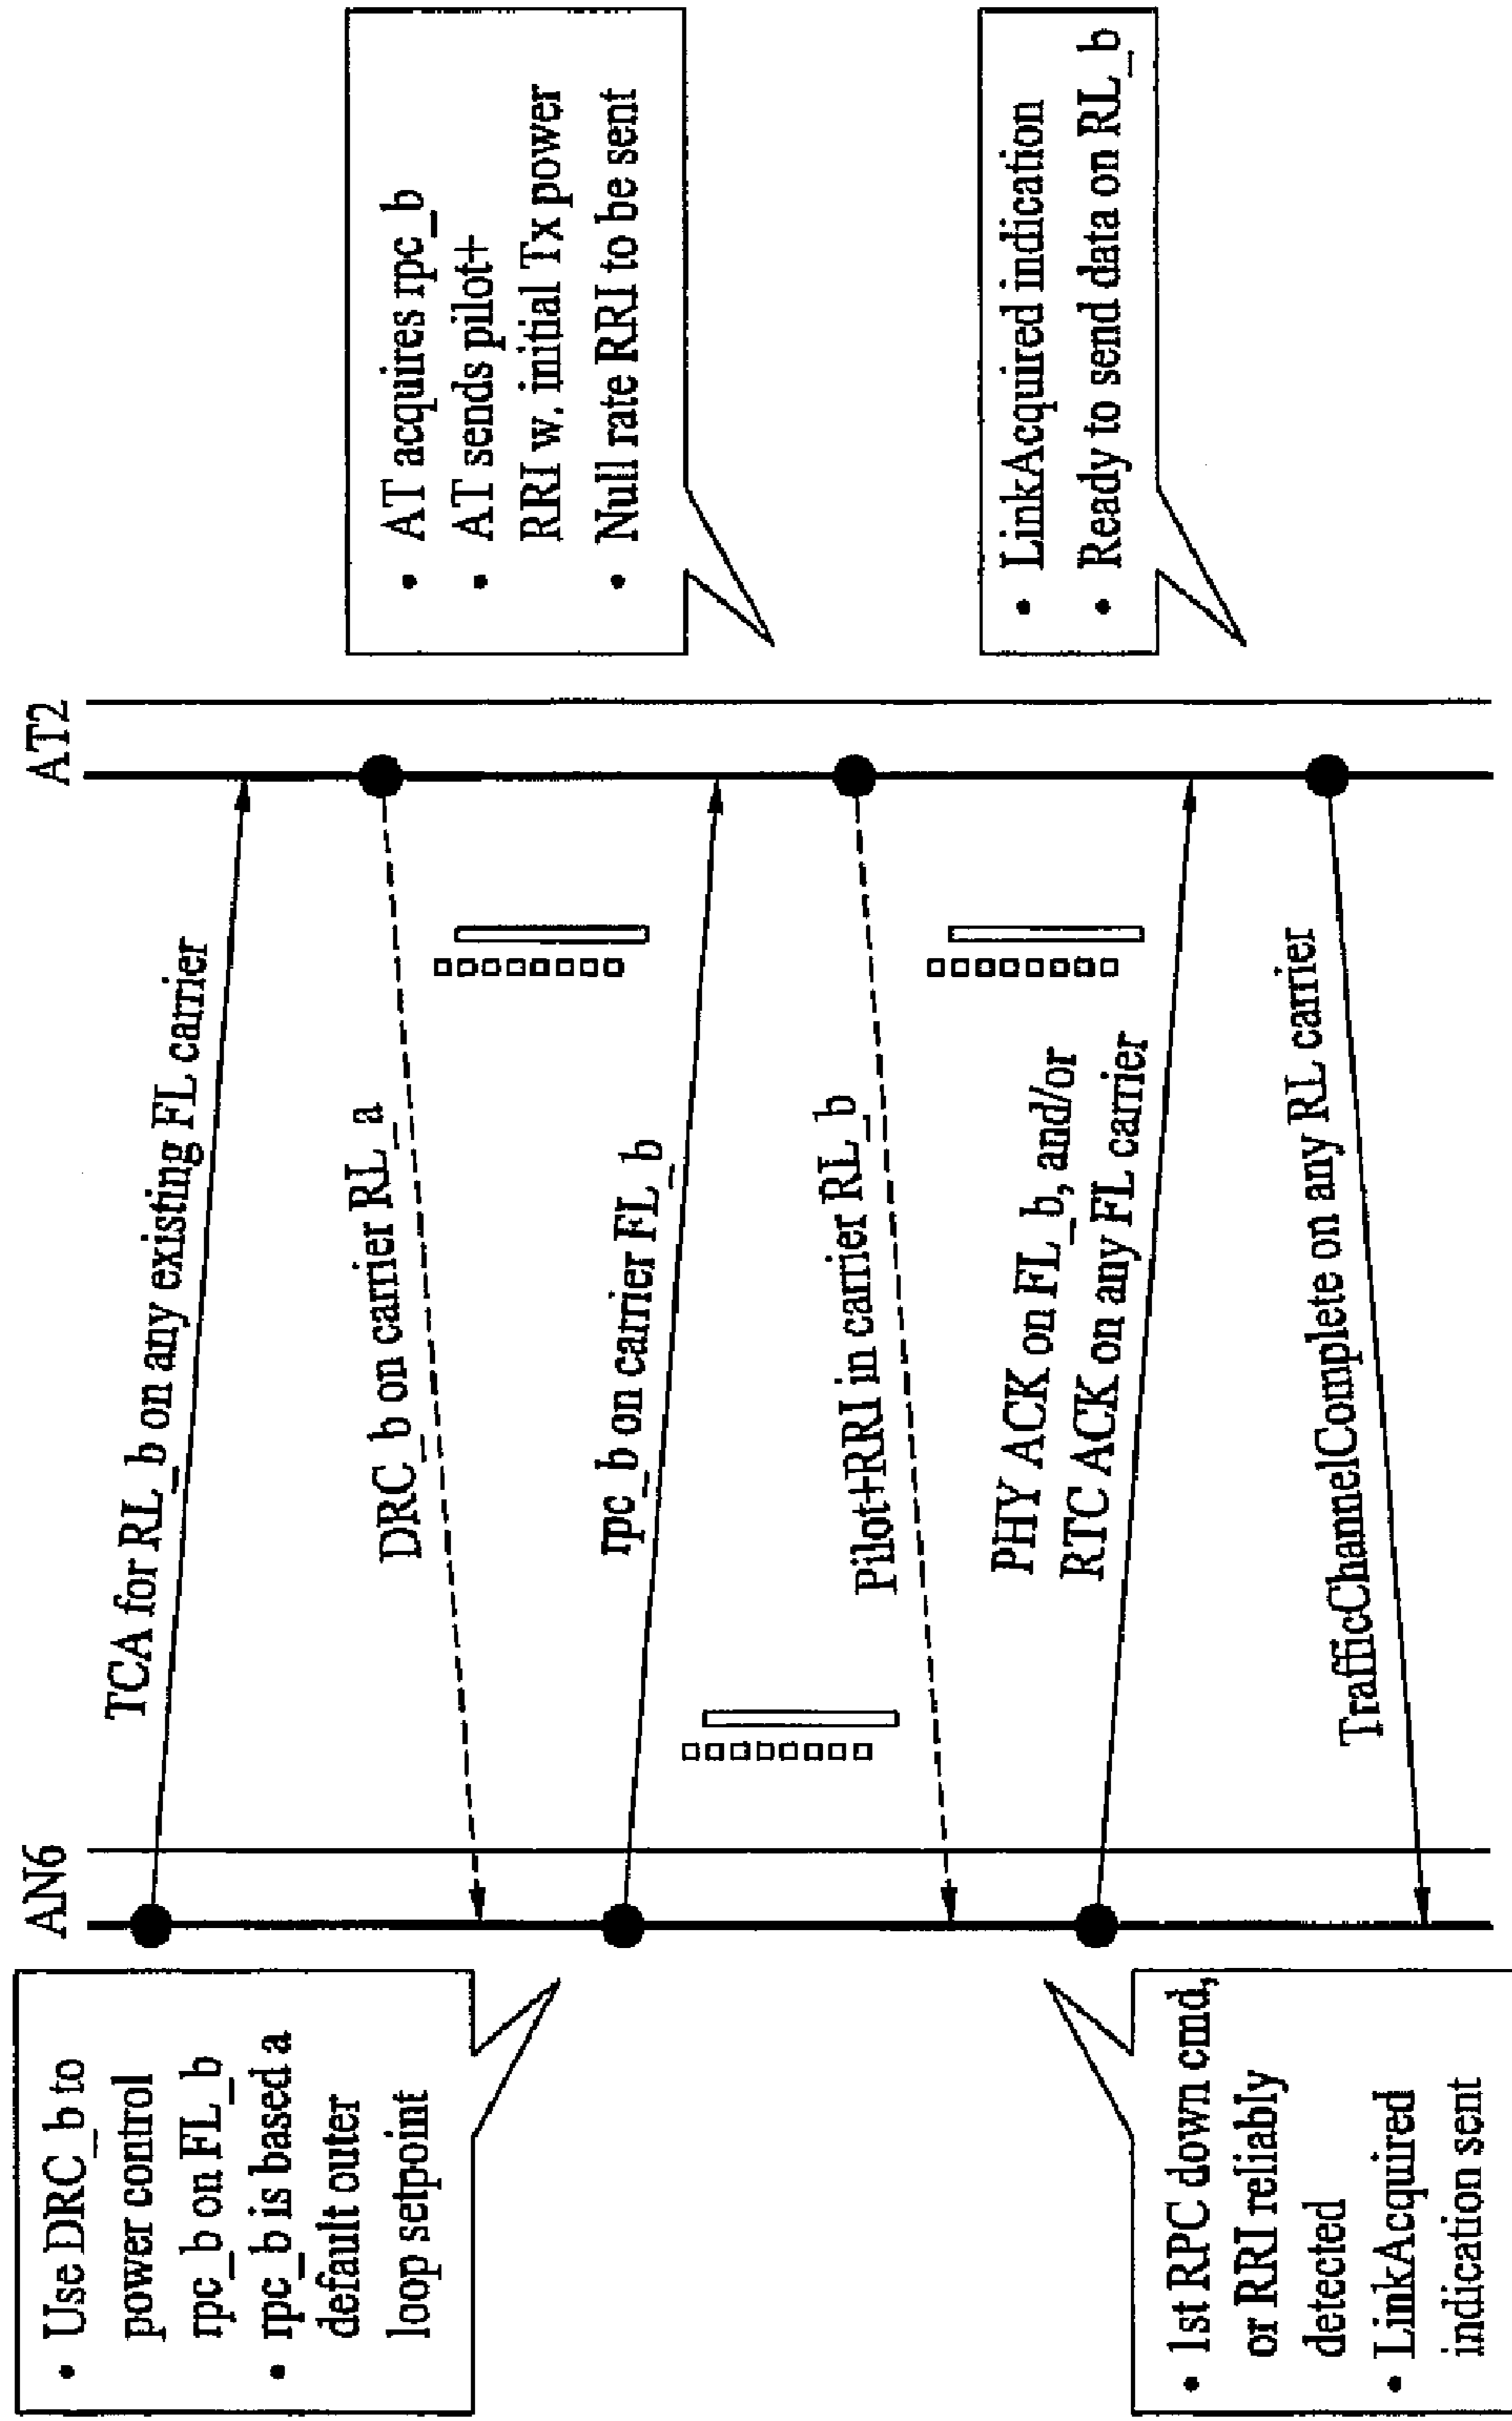 AN6
AT2
• Use DRC_b to
power control
rpc_b on FL_b
• rpc_b is based a
default outer
loop setpoint
TCA for RL_b on any existing FL carrier
DRC_b on carrier RL_a
• AT acquires rpc_b
• AT sends pilot+
RRI w. initial Tx power
• Null rate RRI to be sent
rpc_b on carrier FL_b
Pilot+RRI in carrier RL_b
• 1st RPC down cmd,
or RRI reliably
detected
• LinkAcquired
indication sent
PHY ACK on FL_b, and/or
RTC ACK on any FL carrier
• LinkAcquired indication
• Ready to send data on RL_b
TrafficChannelComplete on any RL carrier